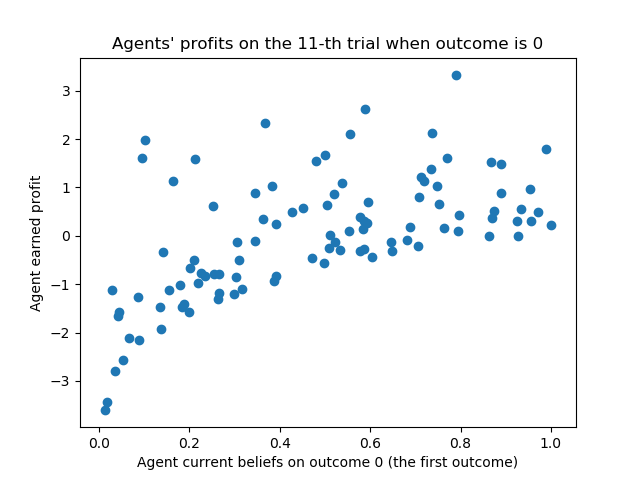 Agents' profits on the 11-th trial when outcome is 0
Agent earned profit
3
2
1
0
−1
−2
−3
0.0 0.2 0.4 0.6 0.8 1.0
Agent current beliefs on outcome 0 (the first outcome)